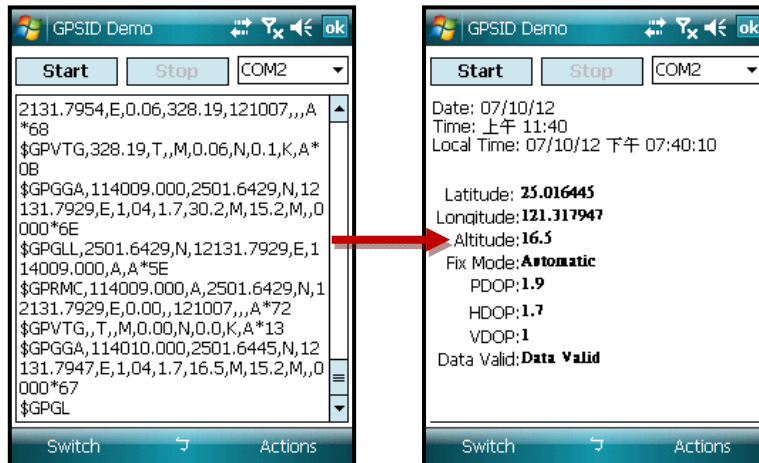 GPSID Demo
ok
Start
Stop
COM2
2131.7954,E,0.06,328.19,121007,,,A
*68
$GPVTG,328.19,T,,M,0.06,N,0.1,K,A*
0B
$GPGGA,114009.000,2501.6429,N,12
131.7929,E,1,04,1.7,30.2,M,15.2,M,,0
000*6E
$GPGLL,2501.6429,N,12131.7929,E,1
14009.000,A,A*5E
$GPRMC,114009.000,A,2501.6429,N,1
2131.7929,E,0.00,,121007,,,A*72
$GPVTG,,T,,M,0.00,N,0.0,K,A*13
$GPGGA,114010.000,2501.6445,N,12
131.7947,E,1,04,1.7,16.5,M,15.2,M,,0
000*67
$GPGL
Switch
Actions
GPSID Demo
ok
Start
Stop
COM2
Date: 07/10/12
Time: 上午 11:40
Local Time: 07/10/12 下午 07:40:10
Latitude: 25.016445
Longitude: 121.317947
Altitude: 16.5
Fix Mode: Automatic
PDOP: 1.9
HDOP: 1.7
VDOP: 1
Data Valid: Data Valid
Switch
Actions